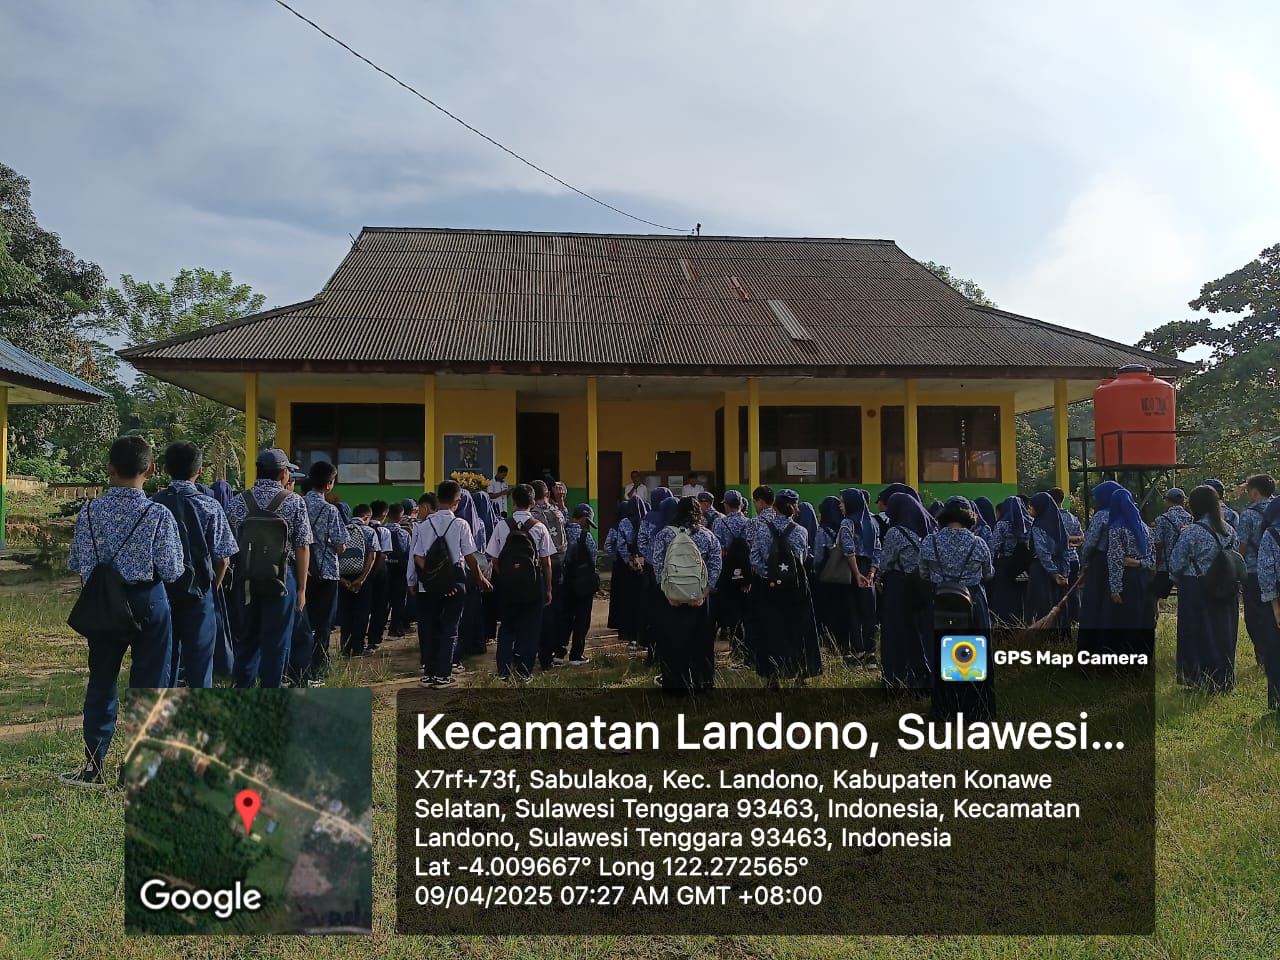 GPS Map Camera
Kecamatan Landono, Sulawesi...
X7rf+73f, Sabulakoa, Kec. Landono, Kabupaten Konawe
Selatan, Sulawesi Tenggara 93463, Indonesia, Kecamatan
Landono, Sulawesi Tenggara 93463, Indonesia
Lat -4.009667° Long 122.272565°
09/04/2025 07:27 AM GMT +08:00
Google